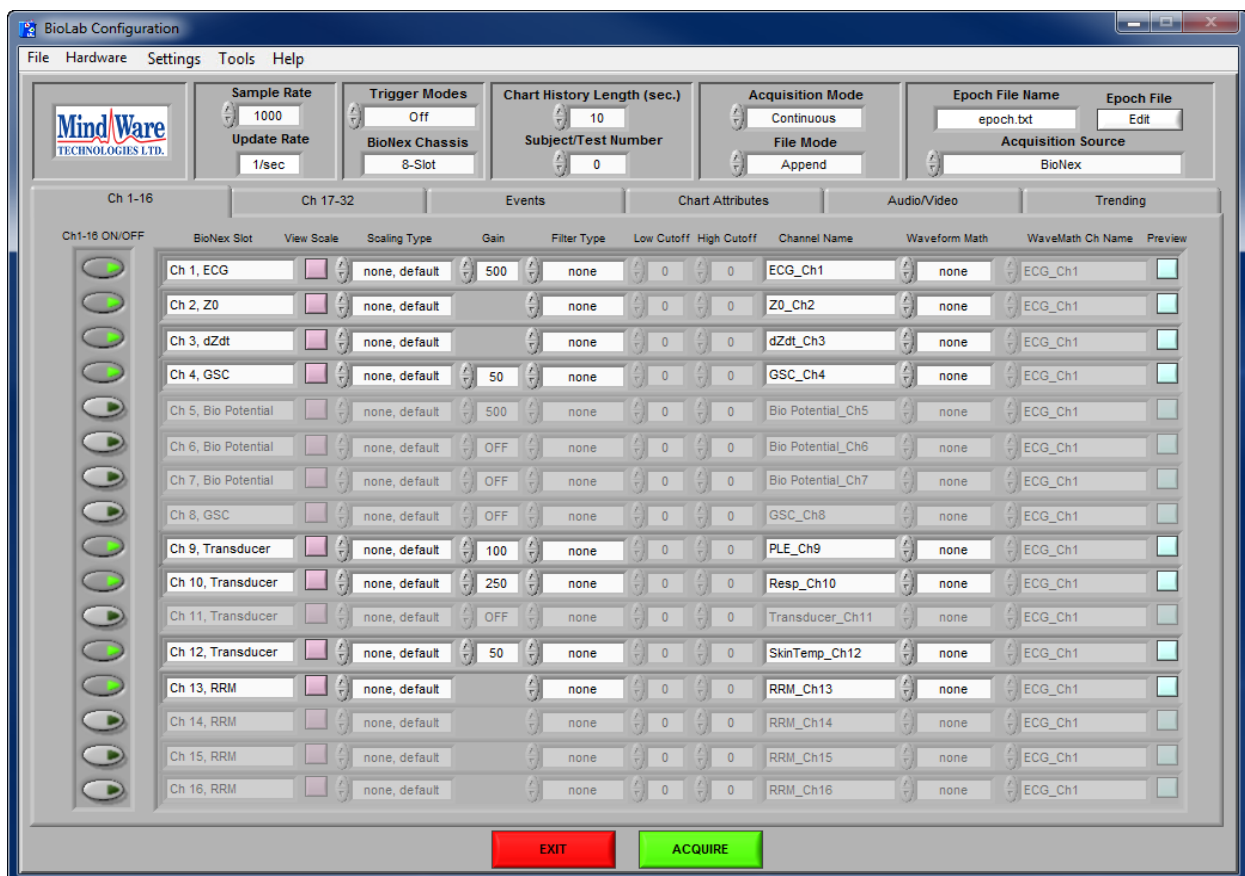 BioLab Configuration
File Hardware Settings Tools Help
MindWare
TECHNOLOGIES LTD.
Sample Rate
1000
Update Rate
1/sec
Trigger Modes
Off
BioNex Chassis
8-Slot
Chart History Length (sec.)
10
Subject/Test Number
0
Acquisition Mode
Continuous
File Mode
Append
Epoch File Name
epoch.txt
Epoch File
Edit
Acquisition Source
BioNex
Ch 1-16 Ch 17-32 Events Chart Attributes Audio/Video Trending
Ch1-16 ON/OFF BioNex Slot View Scale Scaling Type Gain Filter Type Low Cutoff High Cutoff Channel Name Waveform Math WaveMath Ch Name Preview
Ch 1, ECG none, default 500 none 0 0 ECG_Ch1 none ECG_Ch1
Ch 2, Z0 none, default none 0 0 Z0_Ch2 none ECG_Ch1
Ch 3, dZdt none, default none 0 0 dZdt_Ch3 none ECG_Ch1
Ch 4, GSC none, default 50 none 0 0 GSC_Ch4 none ECG_Ch1
Ch 5, Bio Potential none, default 500 none 0 0 Bio Potential_Ch5 none ECG_Ch1
Ch 6, Bio Potential none, default OFF none 0 0 Bio Potential_Ch6 none ECG_Ch1
Ch 7, Bio Potential none, default OFF none 0 0 Bio Potential_Ch7 none ECG_Ch1
Ch 8, GSC none, default OFF none 0 0 GSC_Ch8 none ECG_Ch1
Ch 9, Transducer none, default 100 none 0 0 PLE_Ch9 none ECG_Ch1
Ch 10, Transducer none, default 250 none 0 0 Resp_Ch10 none ECG_Ch1
Ch 11, Transducer none, default OFF none 0 0 Transducer_Ch11 none ECG_Ch1
Ch 12, Transducer none, default 50 none 0 0 SkinTemp_Ch12 none ECG_Ch1
Ch 13, RRM none, default none 0 0 RRM_Ch13 none ECG_Ch1
Ch 14, RRM none, default none 0 0 RRM_Ch14 none ECG_Ch1
Ch 15, RRM none, default none 0 0 RRM_Ch15 none ECG_Ch1
Ch 16, RRM none, default none 0 0 RRM_Ch16 none ECG_Ch1
EXIT ACQUIRE